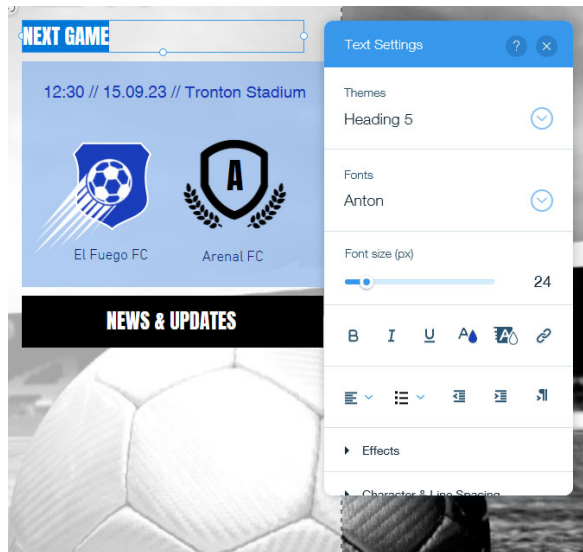 NEXT GAME
12:30 // 15.09.23 // Tronton Stadium
A
El Fuego FC
Arenal FC
NEWS & UPDATES
Text Settings
?
Themes
Heading 5
Fonts
Anton
Font size (px)
24
B I U A A
Effects
Character & Line Spacing